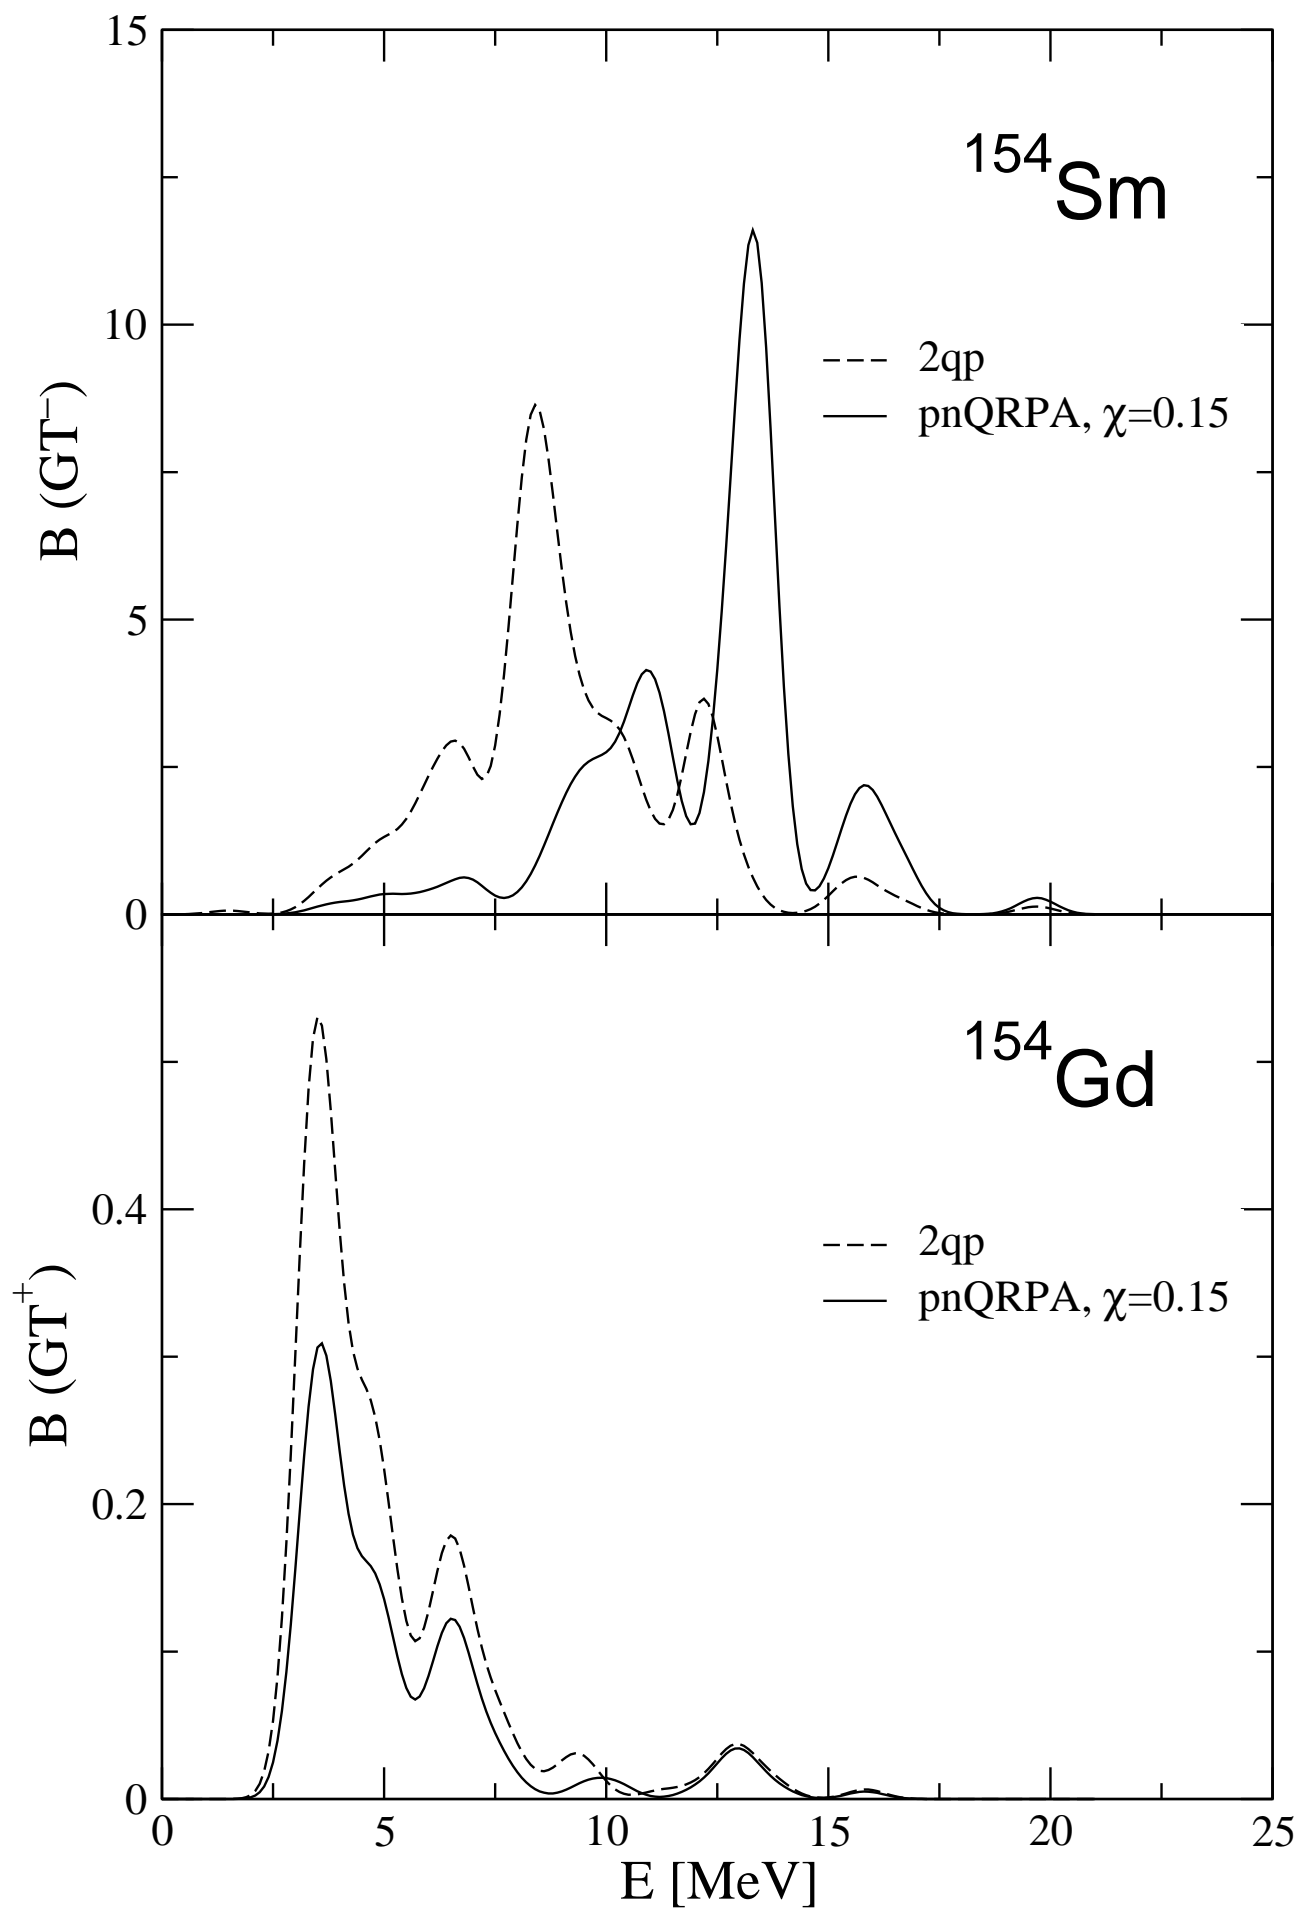 15
¹⁵⁴Sm
10
2qp
pnQRPA, χ=0.15
B (GT⁻)
5
0
¹⁵⁴Gd
0.4
2qp
pnQRPA, χ=0.15
B (GT⁺)
0.2
0
0 5 10 15 20 25
E [MeV]